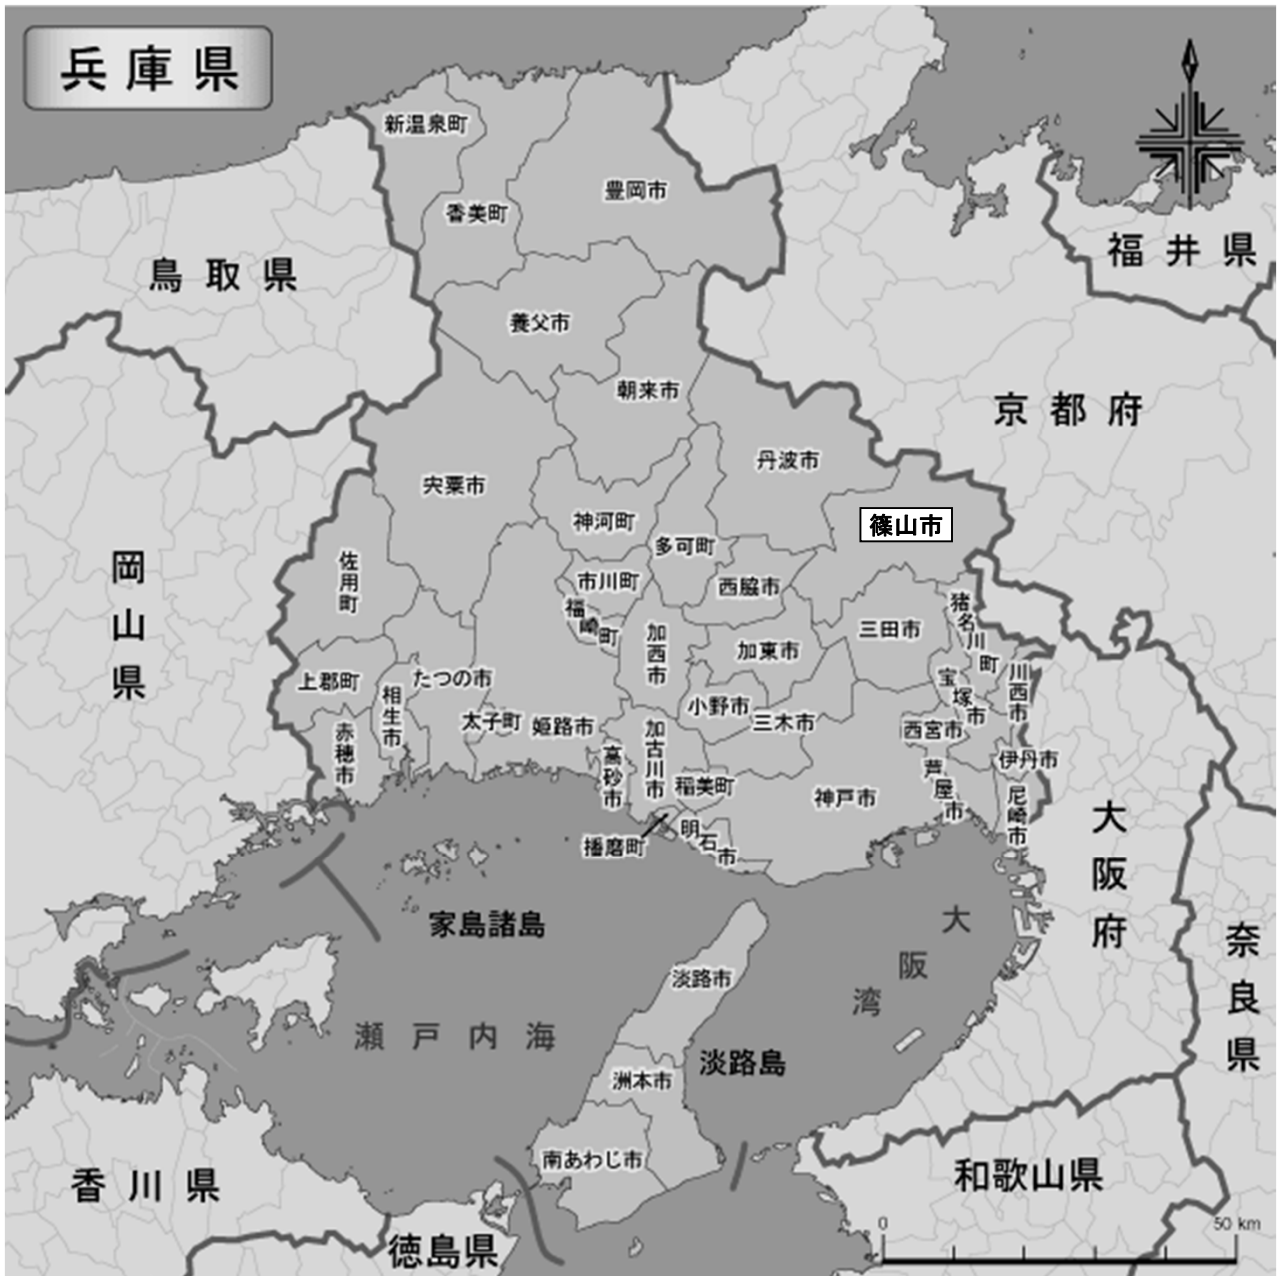 兵庫県
新温泉町
香美町
豊岡市
鳥取県
福井県
養父市
朝来市
京都府
丹波市
宍粟市
神河町
篠山市
多可町
佐用町
市川町
西脇市
岡山県
福崎町
加西市
加東市
三田市
猪名川町
上郡町
相生市
たつの市
川西市
宝塚市
小野市
三木市
太子町
姫路市
赤穂市
高砂市
加古川市
西宮市
伊丹市
稲美町
神戸市
芦屋市
尼崎市
播磨町
明石市
大阪府
家島諸島
大阪湾
奈良県
淡路市
瀬戸内海
淡路島
洲本市
南あわじ市
和歌山県
香川県
徳島県
0
50 km